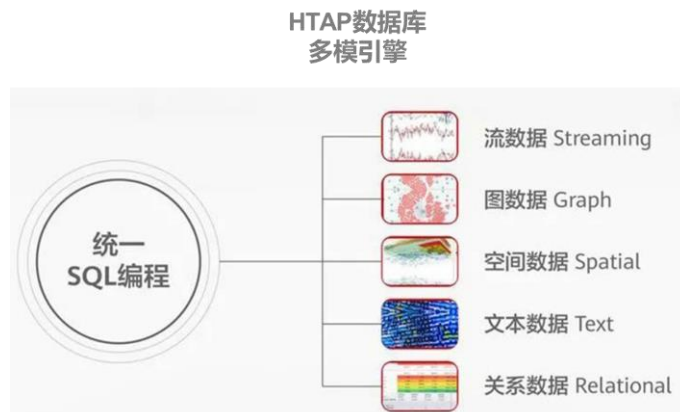 HTAP数据库
多模引擎
统一
SQL编程
流数据 Streaming
图数据 Graph
空间数据 Spatial
文本数据 Text
关系数据 Relational